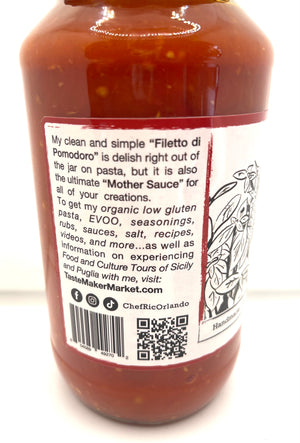 My clean and simple “Filetto di
Pomodoro” is delish right out of
the jar on pasta, but it is also
the ultimate “Mother Sauce” for
all of your creations.
To get my organic low gluten
pasta, EVOO, seasonings,
rubs, sauces, salt, recipes,
videos, and more...as well as
information on experiencing
Food and Culture Tours of Sicily
and Puglia with me, visit:
TasteMakerMarket.com
ChefRicOrlando